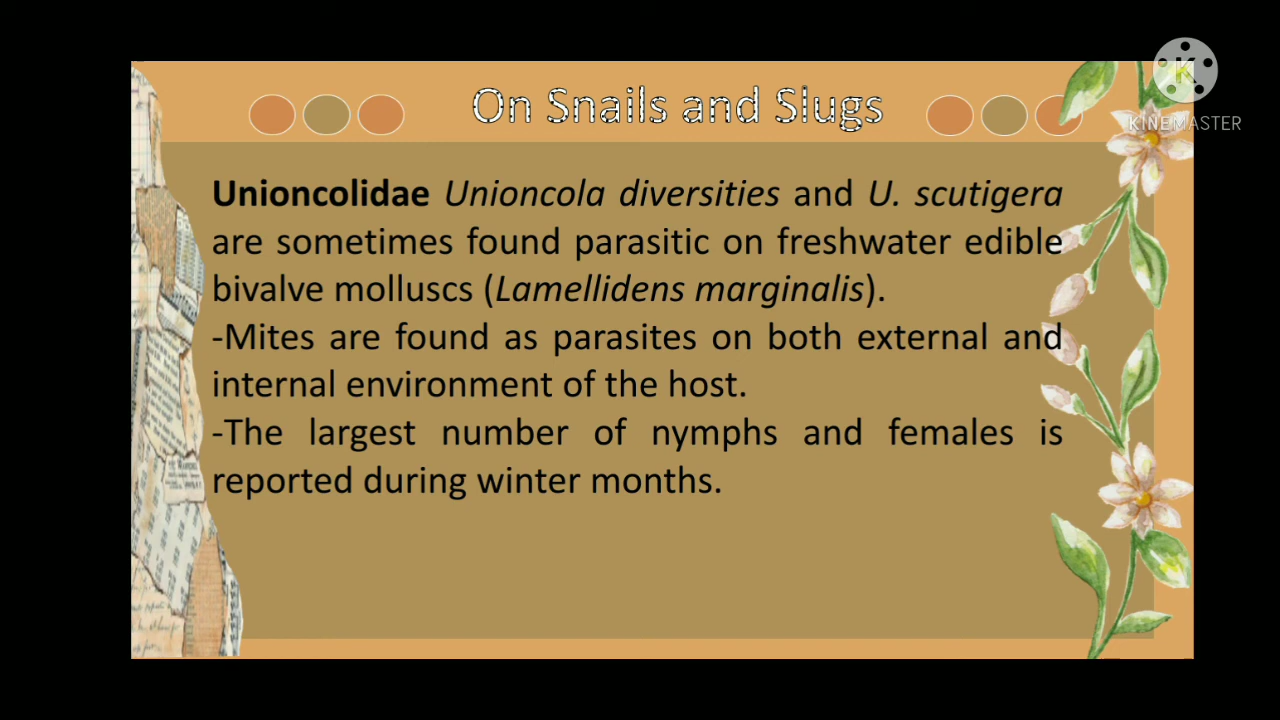 On Snails and Slugs
K
KINEMASTER
Unioncolidae Unioncola diversities and U. scutigera
are sometimes found parasitic on freshwater edible
bivalve molluscs (Lamellidens marginalis).
-Mites are found as parasites on both external and
internal environment of the host.
-The largest number of nymphs and females is
reported during winter months.